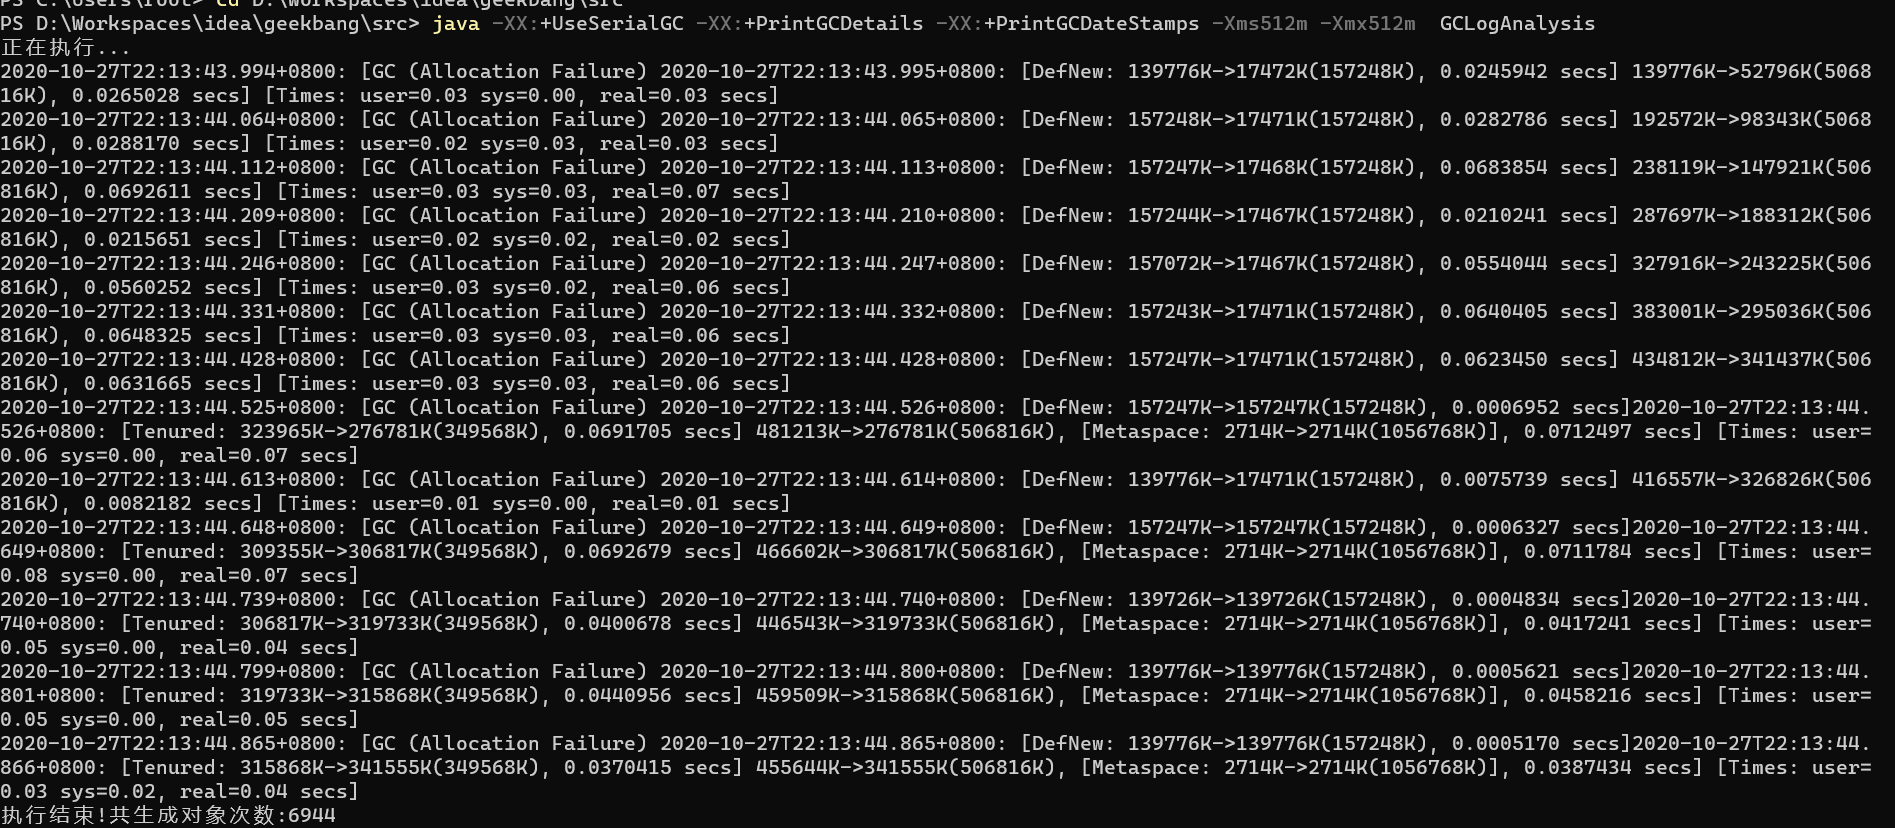 PS C:\Users\root> cd D:\Workspaces\idea\geekbang\src
PS D:\Workspaces\idea\geekbang\src> java -XX:+UseSerialGC -XX:+PrintGCDetails -XX:+PrintGCDateStamps -Xms512m -Xmx512m  GCLogAnalysis
正在执行...
2020-10-27T22:13:43.994+0800: [GC (Allocation Failure) 2020-10-27T22:13:43.995+0800: [DefNew: 139776K->17472K(157248K), 0.0245942 secs] 139776K->52796K(5068
16K), 0.0265028 secs] [Times: user=0.03 sys=0.00, real=0.03 secs]
2020-10-27T22:13:44.064+0800: [GC (Allocation Failure) 2020-10-27T22:13:44.065+0800: [DefNew: 157248K->17471K(157248K), 0.0282786 secs] 192572K->98343K(5068
16K), 0.0288170 secs] [Times: user=0.02 sys=0.03, real=0.03 secs]
2020-10-27T22:13:44.112+0800: [GC (Allocation Failure) 2020-10-27T22:13:44.113+0800: [DefNew: 157247K->17468K(157248K), 0.0683854 secs] 238119K->147921K(506
816K), 0.0692611 secs] [Times: user=0.03 sys=0.03, real=0.07 secs]
2020-10-27T22:13:44.209+0800: [GC (Allocation Failure) 2020-10-27T22:13:44.210+0800: [DefNew: 157244K->17467K(157248K), 0.0210241 secs] 287697K->188312K(506
816K), 0.0215651 secs] [Times: user=0.02 sys=0.02, real=0.02 secs]
2020-10-27T22:13:44.246+0800: [GC (Allocation Failure) 2020-10-27T22:13:44.247+0800: [DefNew: 157072K->17467K(157248K), 0.0554044 secs] 327916K->243225K(506
816K), 0.0560252 secs] [Times: user=0.03 sys=0.02, real=0.06 secs]
2020-10-27T22:13:44.331+0800: [GC (Allocation Failure) 2020-10-27T22:13:44.332+0800: [DefNew: 157243K->17471K(157248K), 0.0640405 secs] 383001K->295036K(506
816K), 0.0648325 secs] [Times: user=0.03 sys=0.03, real=0.06 secs]
2020-10-27T22:13:44.428+0800: [GC (Allocation Failure) 2020-10-27T22:13:44.428+0800: [DefNew: 157247K->17471K(157248K), 0.0623450 secs] 434812K->341437K(506
816K), 0.0631665 secs] [Times: user=0.03 sys=0.03, real=0.06 secs]
2020-10-27T22:13:44.525+0800: [GC (Allocation Failure) 2020-10-27T22:13:44.526+0800: [DefNew: 157247K->157247K(157248K), 0.0006952 secs]2020-10-27T22:13:44.
526+0800: [Tenured: 323965K->276781K(349568K), 0.0691705 secs] 481213K->276781K(506816K), [Metaspace: 2714K->2714K(1056768K)], 0.0712497 secs] [Times: user=
0.06 sys=0.00, real=0.07 secs]
2020-10-27T22:13:44.613+0800: [GC (Allocation Failure) 2020-10-27T22:13:44.614+0800: [DefNew: 139776K->17471K(157248K), 0.0075739 secs] 416557K->326826K(506
816K), 0.0082182 secs] [Times: user=0.01 sys=0.00, real=0.01 secs]
2020-10-27T22:13:44.648+0800: [GC (Allocation Failure) 2020-10-27T22:13:44.649+0800: [DefNew: 157247K->157247K(157248K), 0.0006327 secs]2020-10-27T22:13:44.
649+0800: [Tenured: 309355K->306817K(349568K), 0.0692679 secs] 466602K->306817K(506816K), [Metaspace: 2714K->2714K(1056768K)], 0.0711784 secs] [Times: user=
0.08 sys=0.00, real=0.07 secs]
2020-10-27T22:13:44.739+0800: [GC (Allocation Failure) 2020-10-27T22:13:44.740+0800: [DefNew: 139726K->139726K(157248K), 0.0004834 secs]2020-10-27T22:13:44.
740+0800: [Tenured: 306817K->319733K(349568K), 0.0400678 secs] 446543K->319733K(506816K), [Metaspace: 2714K->2714K(1056768K)], 0.0417241 secs] [Times: user=
0.05 sys=0.00, real=0.04 secs]
2020-10-27T22:13:44.799+0800: [GC (Allocation Failure) 2020-10-27T22:13:44.800+0800: [DefNew: 139776K->139776K(157248K), 0.0005621 secs]2020-10-27T22:13:44.
801+0800: [Tenured: 319733K->315868K(349568K), 0.0440956 secs] 459509K->315868K(506816K), [Metaspace: 2714K->2714K(1056768K)], 0.0458216 secs] [Times: user=
0.05 sys=0.00, real=0.05 secs]
2020-10-27T22:13:44.865+0800: [GC (Allocation Failure) 2020-10-27T22:13:44.865+0800: [DefNew: 139776K->139776K(157248K), 0.0005170 secs]2020-10-27T22:13:44.
866+0800: [Tenured: 315868K->341555K(349568K), 0.0370415 secs] 455644K->341555K(506816K), [Metaspace: 2714K->2714K(1056768K)], 0.0387434 secs] [Times: user=
0.03 sys=0.02, real=0.04 secs]
执行结束!共生成对象次数:6944